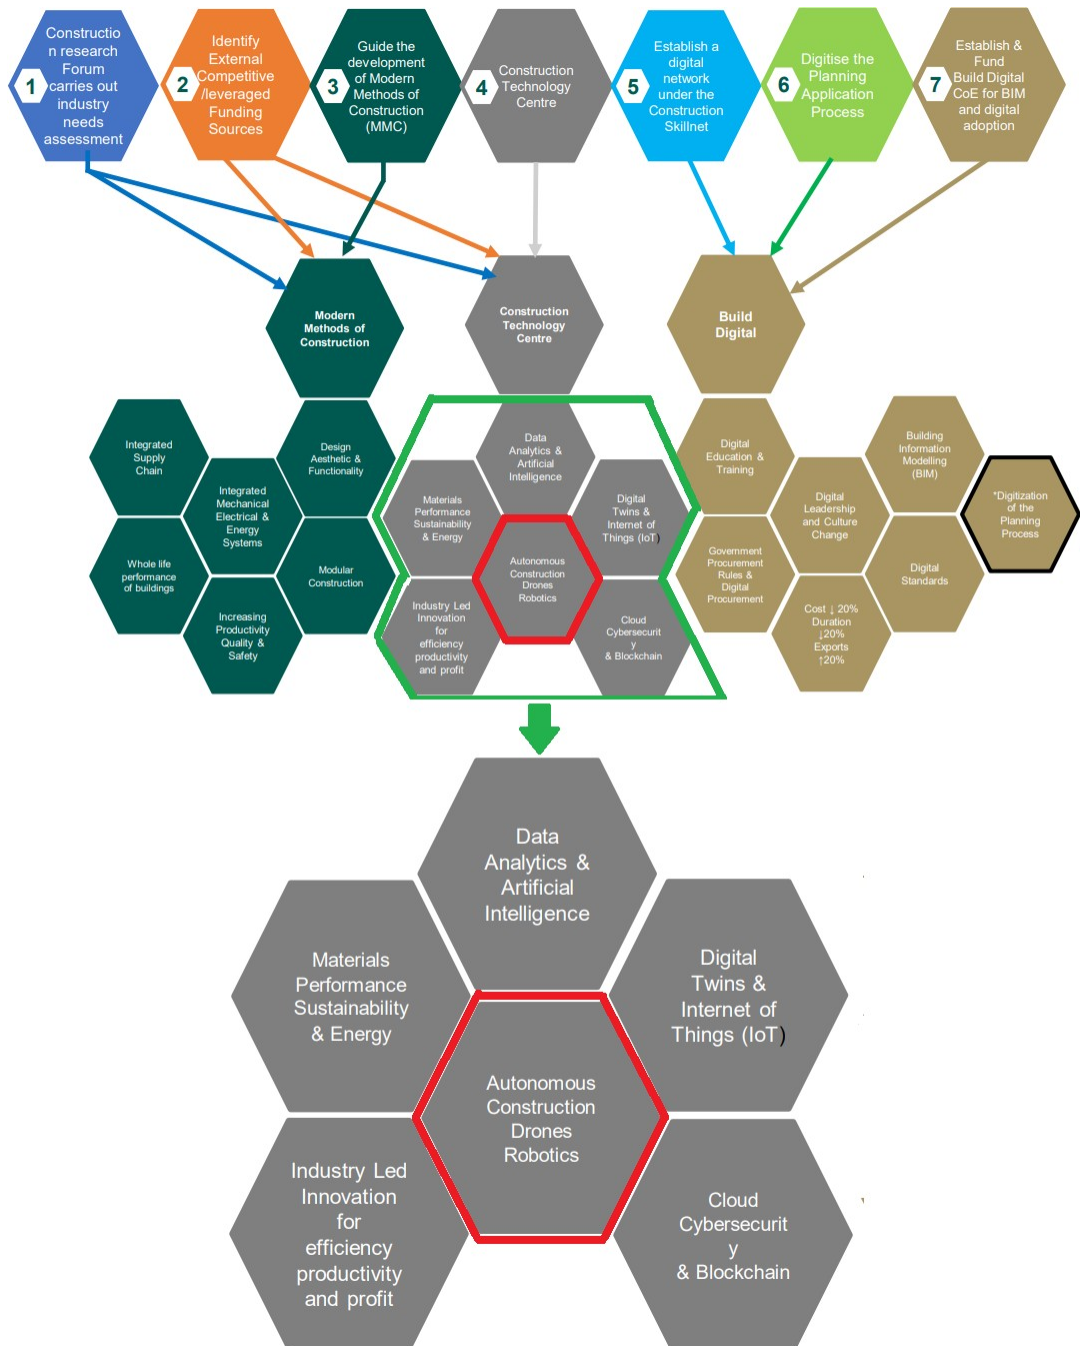 Constructio
n research
Forum
1 carries out
industry
needs
assessment
Identify
External
2 Competitive
/leveraged
Funding
Sources
Guide the
development
3 of Modern
Methods of
Construction
(MMC)
4 Construction
Technology
Centre
Establish a
digital
5 network
under the
Construction
Skillnet
Digitise the
6 Planning
Application
Process
Establish &
Fund
7 Build Digital
CoE for BIM
and digital
adoption
Modern
Methods of
Construction
Construction
Technology
Centre
Build
Digital
Integrated
Supply
Chain
Integrated
Mechanical
Electrical &
Energy
Systems
Design
Aesthetic &
Functionality
Whole life
performance
of buildings
Increasing
Productivity
Quality &
Safety
Modular
Construction
Data
Analytics &
Artificial
Intelligence
Materials
Performance
Sustainability
& Energy
Digital
Twins &
Internet of
Things (IoT)
Autonomous
Construction
Drones
Robotics
Industry Led
Innovation
for
efficiency
productivity
and profit
Cloud
Cybersecurit
y
& Blockchain
Digital
Education &
Training
Digital
Leadership
and Culture
Change
Building
Information
Modelling
(BIM)
*Digitization
of the
Planning
Process
Government
Procurement
Rules &
Digital
Procurement
Cost ↓ 20%
Duration
↓20%
Exports
↑20%
Digital
Standards
Data
Analytics &
Artificial
Intelligence
Materials
Performance
Sustainability
& Energy
Digital
Twins &
Internet of
Things (IoT)
Autonomous
Construction
Drones
Robotics
Industry Led
Innovation
for
efficiency
productivity
and profit
Cloud
Cybersecurit
y
& Blockchain